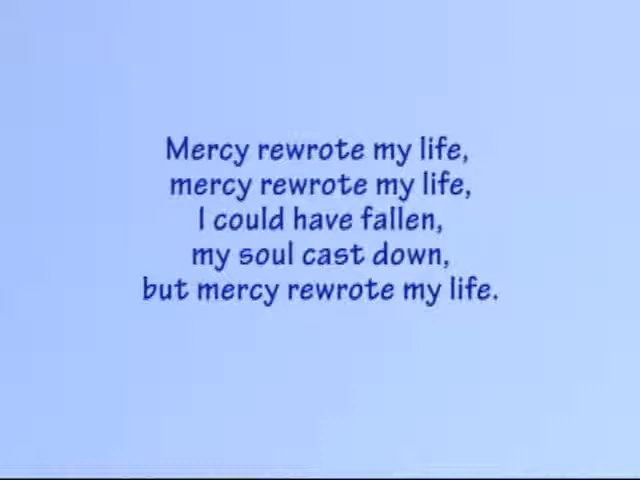 Mercy rewrote my life,
mercy rewrote my life,
I could have fallen,
my soul cast down,
but mercy rewrote my life.